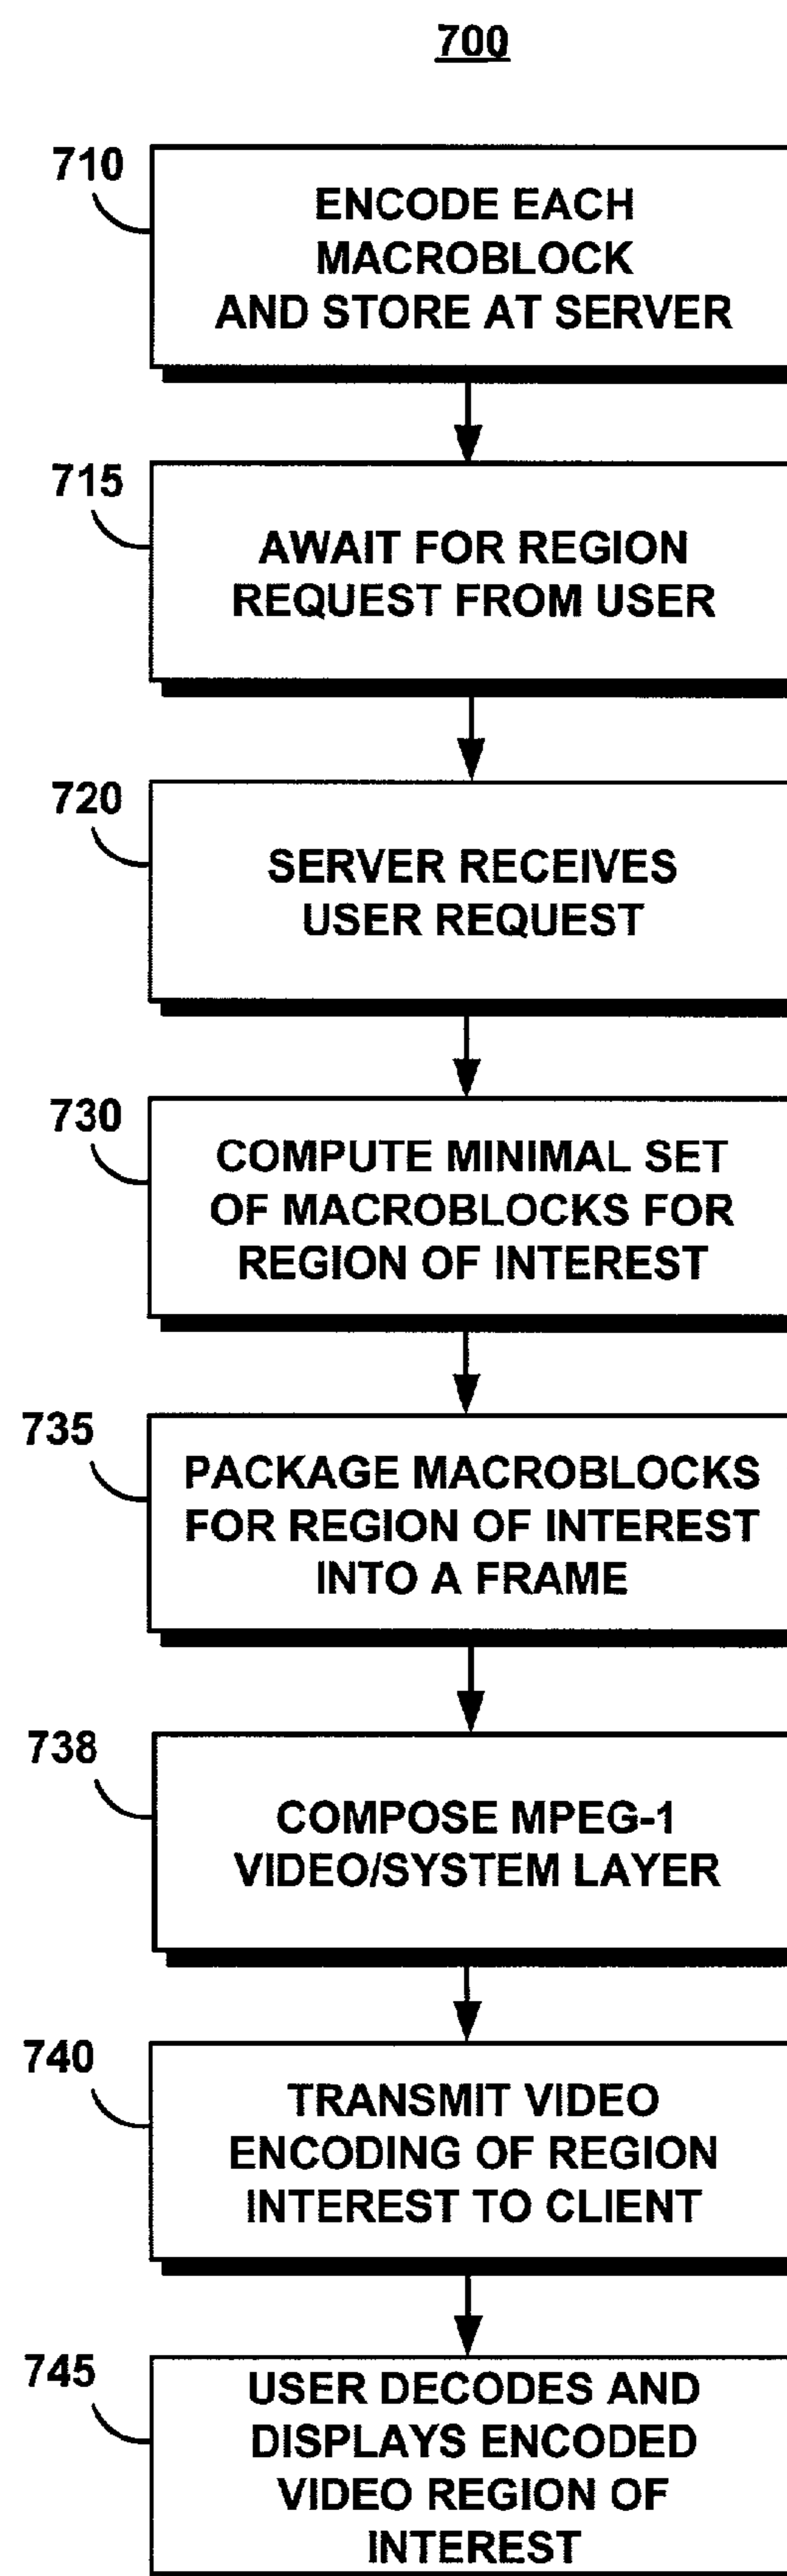 700
710
ENCODE EACH
MACROBLOCK
AND STORE AT SERVER
715
AWAIT FOR REGION
REQUEST FROM USER
720
SERVER RECEIVES
USER REQUEST
730
COMPUTE MINIMAL SET
OF MACROBLOCKS FOR
REGION OF INTEREST
735
PACKAGE MACROBLOCKS
FOR REGION OF INTEREST
INTO A FRAME
738
COMPOSE MPEG-1
VIDEO/SYSTEM LAYER
740
TRANSMIT VIDEO
ENCODING OF REGION
INTEREST TO CLIENT
745
USER DECODES AND
DISPLAYS ENCODED
VIDEO REGION OF
INTEREST